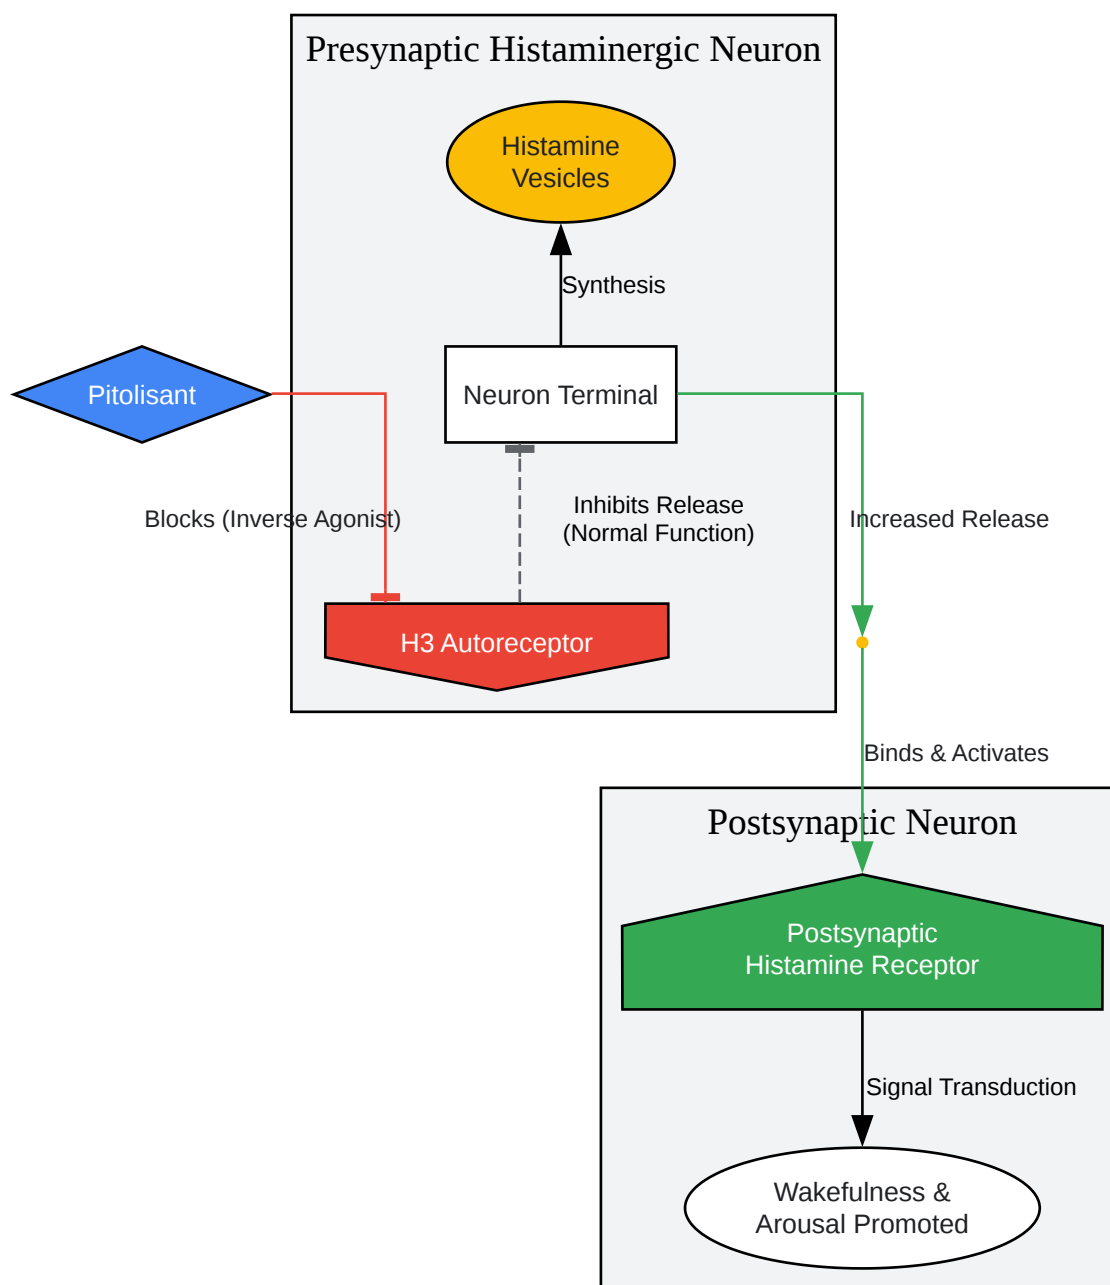 Presynaptic Histaminergic Neuron
Histamine
Vesicles
Synthesis
Pitolisant
Neuron Terminal
Blocks (Inverse Agonist)
Inhibits Release
(Normal Function)
Increased Release
H3 Autoreceptor
Binds & Activates
Postsynaptic Neuron
Postsynaptic
Histamine Receptor
Signal Transduction
Wakefulness &
Arousal Promoted